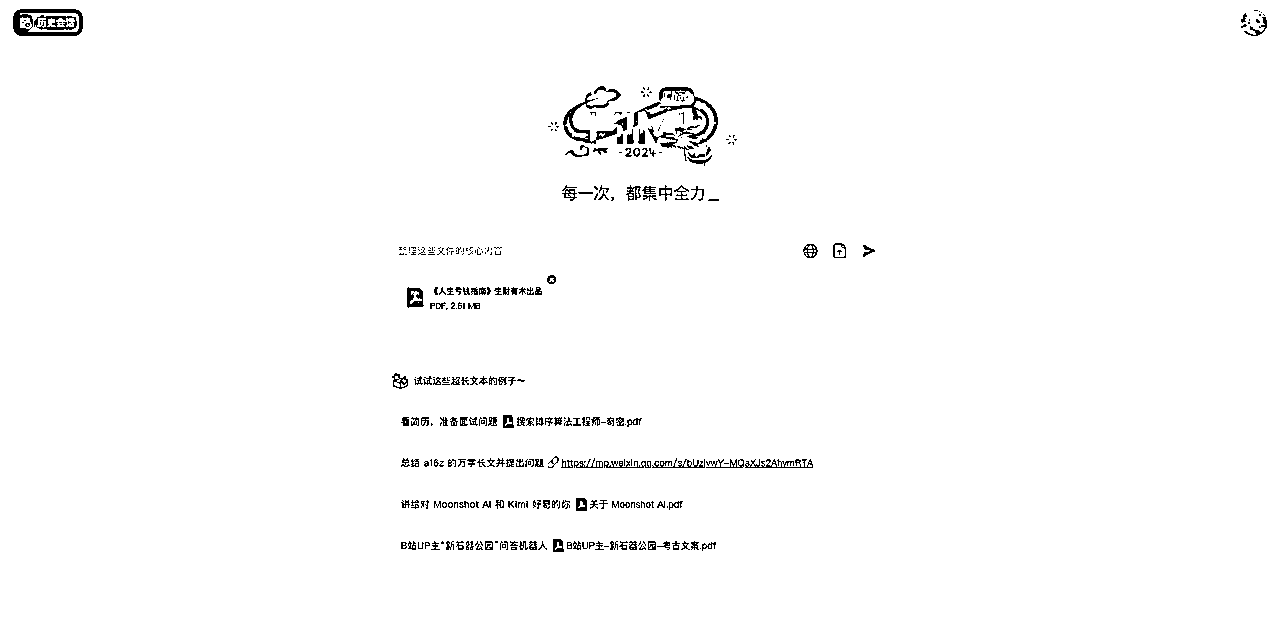 历史会话
Chat
-2024-
每一次，都集中全力_
整理这些文件的核心内容
《人生亏钱指南》生财有术出品
PDF, 2.61 MB
试试这些超长文本的例子～
看简历，准备面试问题 搜索排序算法工程师-奇密.pdf
总结 a16z 的万字长文并提出问题 https://mp.weixin.qq.com/s/bUzjvwY-MQaXJs2AhvmRTA
讲给对 Moonshot AI 和 Kimi 好奇的你 关于 Moonshot AI.pdf
B站UP主“新石器公园”问答机器人 B站UP主-新石器公园-考古文案.pdf